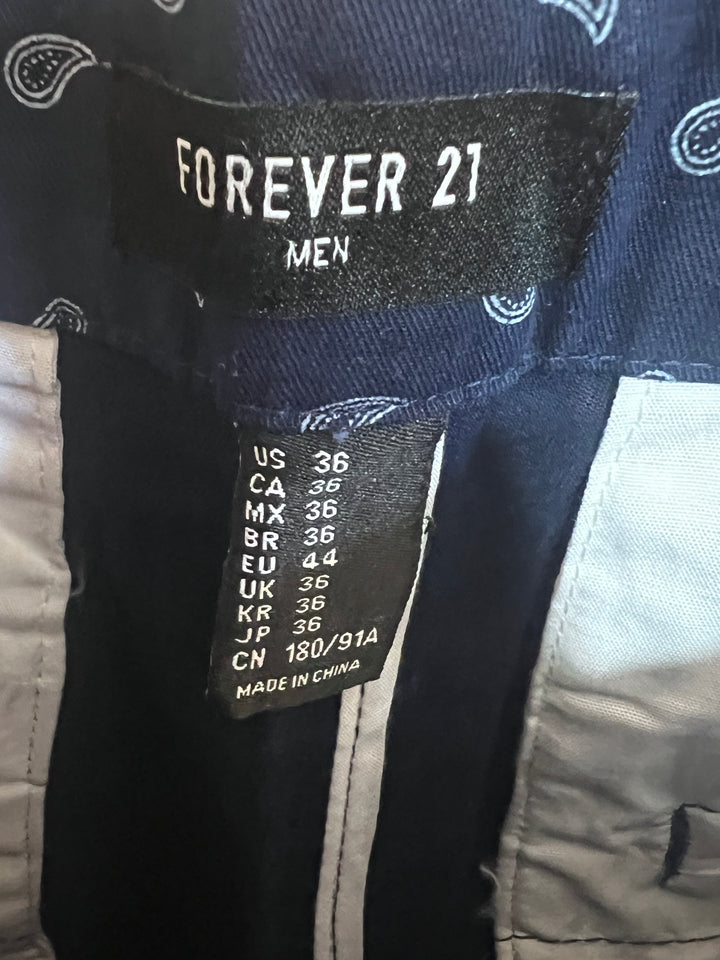 FOREVER 21
MEN
US 36
CA 36
MX 36
BR 36
EU 44
UK 36
KR 36
JP 36
CN 180/91A
MADE IN CHINA